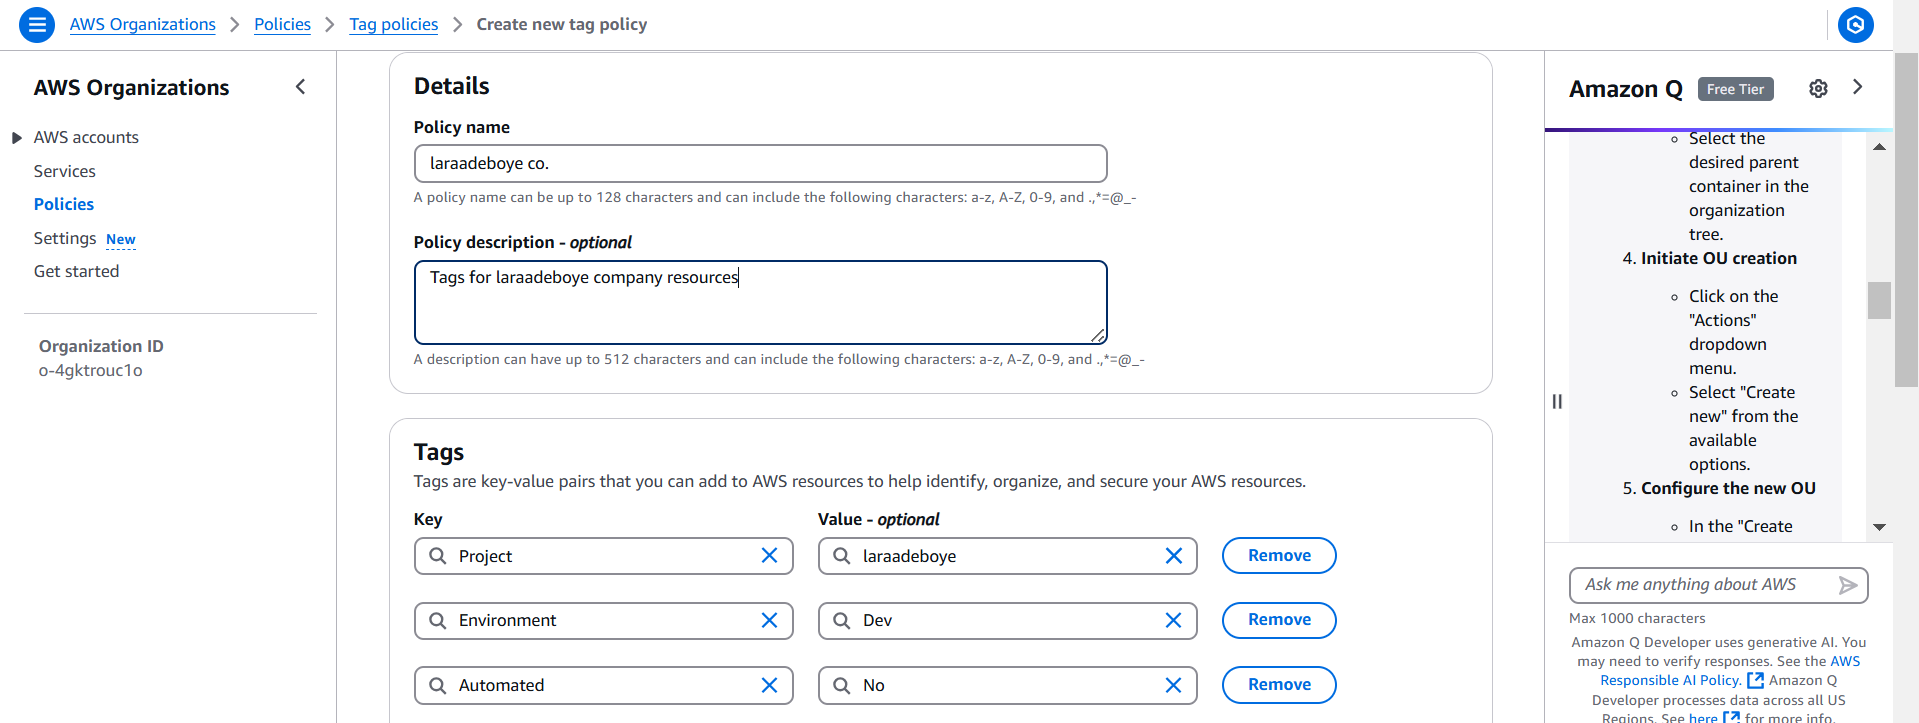 AWS Organizations > Policies > Tag policies > Create new tag policy
AWS Organizations
AWS accounts
Services
Policies
Settings New
Get started
Organization ID
o-4gktrouc1o
Details
Policy name
laraadeboye co.
A policy name can be up to 128 characters and can include the following characters: a-z, A-Z, 0-9, and .,*=@_-
Policy description - optional
Tags for laraadeboye company resources
A description can have up to 512 characters and can include the following characters: a-z, A-Z, 0-9, and .,*=@_-
Tags
Tags are key-value pairs that you can add to AWS resources to help identify, organize, and secure your AWS resources.
Key Value - optional
Project laraadeboye Remove
Environment Dev Remove
Automated No Remove
Amazon Q Free Tier
Select the
desired parent
container in the
organization
tree.
4. Initiate OU creation
Click on the
"Actions"
dropdown
menu.
Select "Create
new" from the
available
options.
5. Configure the new OU
In the "Create
Ask me anything about AWS
Max 1000 characters
Amazon Q Developer uses generative AI. You
may need to verify responses. See the AWS
Responsible AI Policy. Amazon Q
Developer processes data across all US
Regions. See here for more info.